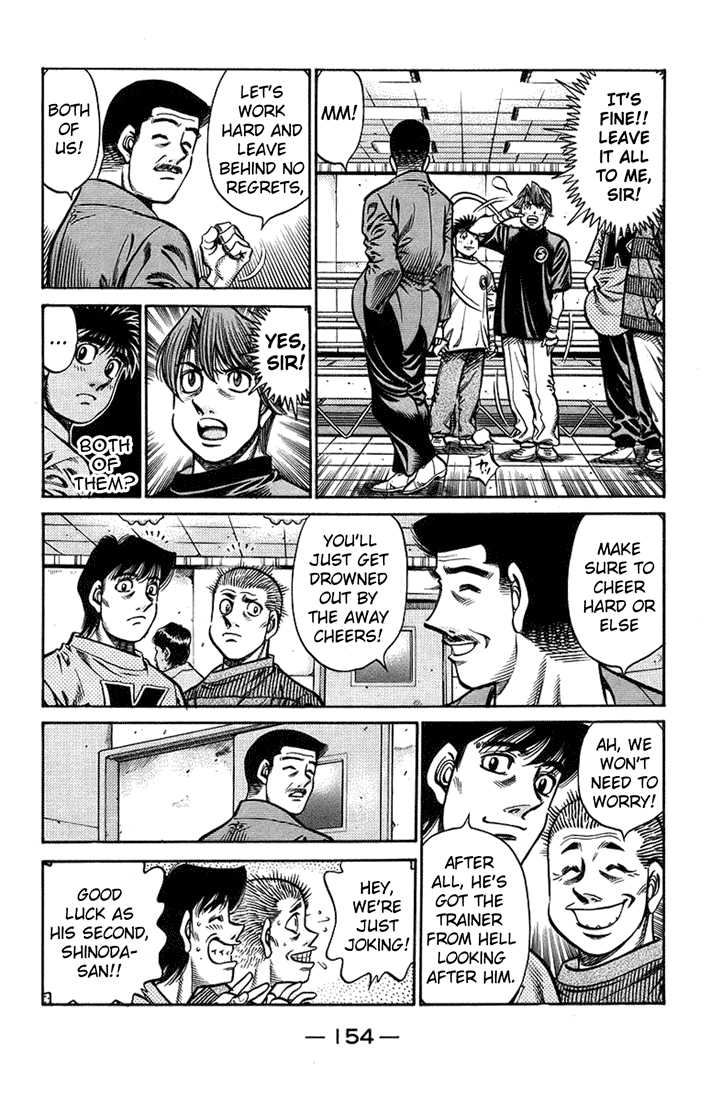 IT'S
FINE!!
LEAVE
IT ALL
TO ME,
SIR!
MM!
LET'S
WORK
HARD AND
LEAVE
BEHIND NO
REGRETS,
BOTH
OF
US!
YES,
SIR!
...
BOTH
OF
THEM?
MAKE
SURE TO
CHEER
HARD OR
ELSE
YOU'LL
JUST GET
DROWNED
OUT BY
THE AWAY
CHEERS!
AH, WE
WON'T
NEED TO
WORRY!
AFTER
ALL, HE'S
GOT THE
TRAINER
FROM HELL
LOOKING
AFTER HIM.
HEY,
WE'RE
JUST
JOKING!
GOOD
LUCK AS
HIS SECOND,
SHINODA-
SAN!!
— 154 —